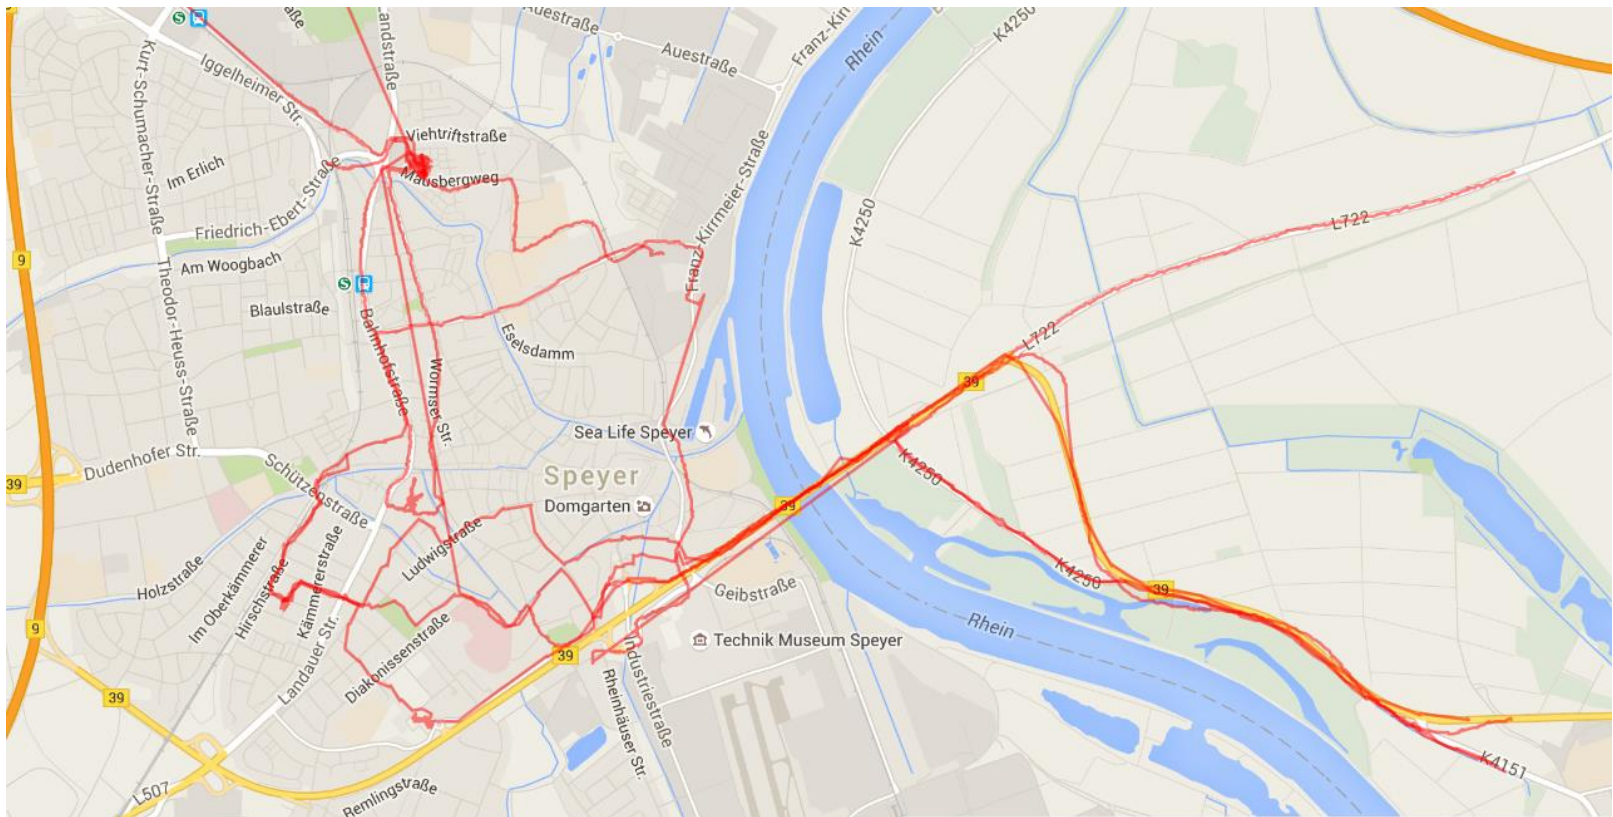 Auestraße
Franz-Kin
K4250
Rhein
S
andstraße
Auestraße
Iggelheimer Str.
Kurt-Schumacher-Straße
Viehtriftstraße
Im Erlich
Mausbergweg
Franz-Kirrmeier-Straße
K4250
L722
Friedrich-Ebert-Straße
Am Woogbach
9
S
Blaulstraße
Theodor-Heuss-Straße
Bahnhofstraße
Eselsdamm
L722
Wormser Str.
39
Sea Life Speyer
Dudenhofer Str.
Schützenstraße
Speyer
K4250
39
Domgarten
39
Ludwigstraße
K4250
Holzstraße
Im Oberkämmerer
Hirschstraße
Kämmererstraße
Geibstraße
39
Rhein
9
Diakonissenstraße
Landauer Str.
39
Technik Museum Speyer
Industriestraße
Rheinhäuser Str.
39
K4151
L507
Remlingstraße